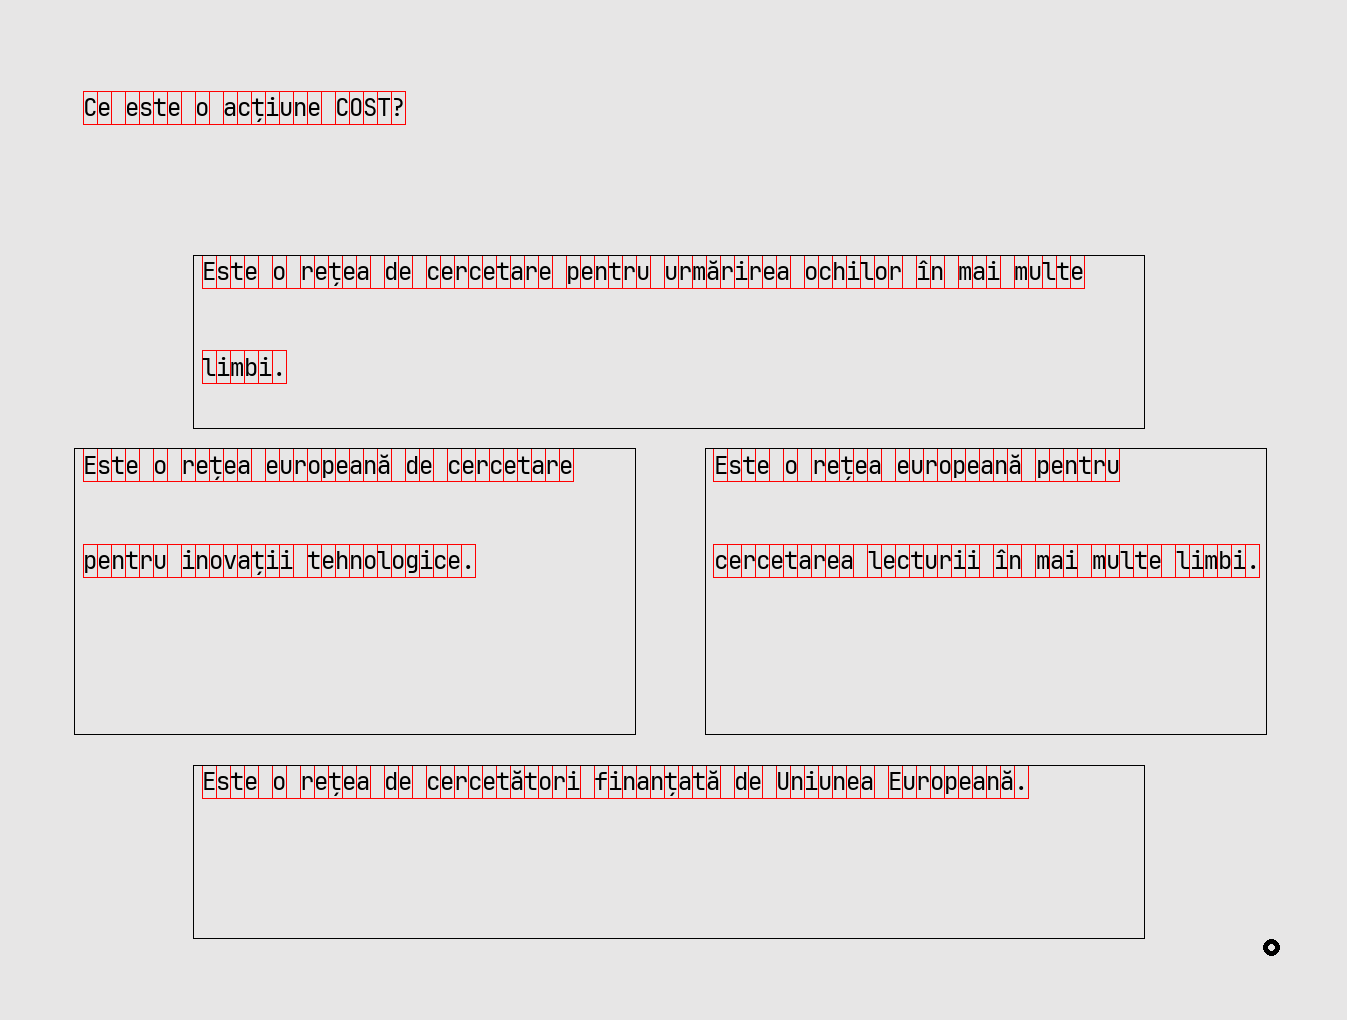 Ce este o acțiune COST?
Este o rețea de cercetare pentru urmărirea ochilor în mai multe
limbi.
Este o rețea europeană de cercetare
pentru inovații tehnologice.
Este o rețea europeană pentru
cercetarea lecturii în mai multe limbi.
Este o rețea de cercetători finanțată de Uniunea Europeană.